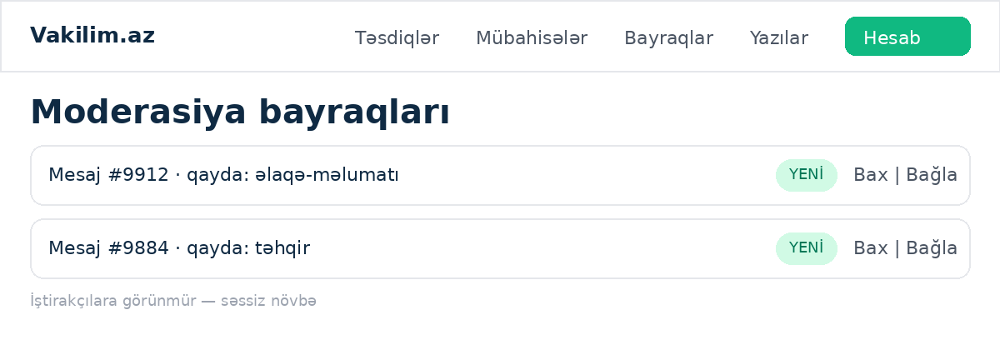 Vakilim.az Təsdiqlər Mübahisələr Bayraqlar Yazılar Hesab
Moderasiya bayraqları
Mesaj #9912 · qayda: əlaqə-məlumatı YENİ Bax | Bağla
Mesaj #9884 · qayda: təhqir YENİ Bax | Bağla
İştirakçılara görünmür — səssiz növbə